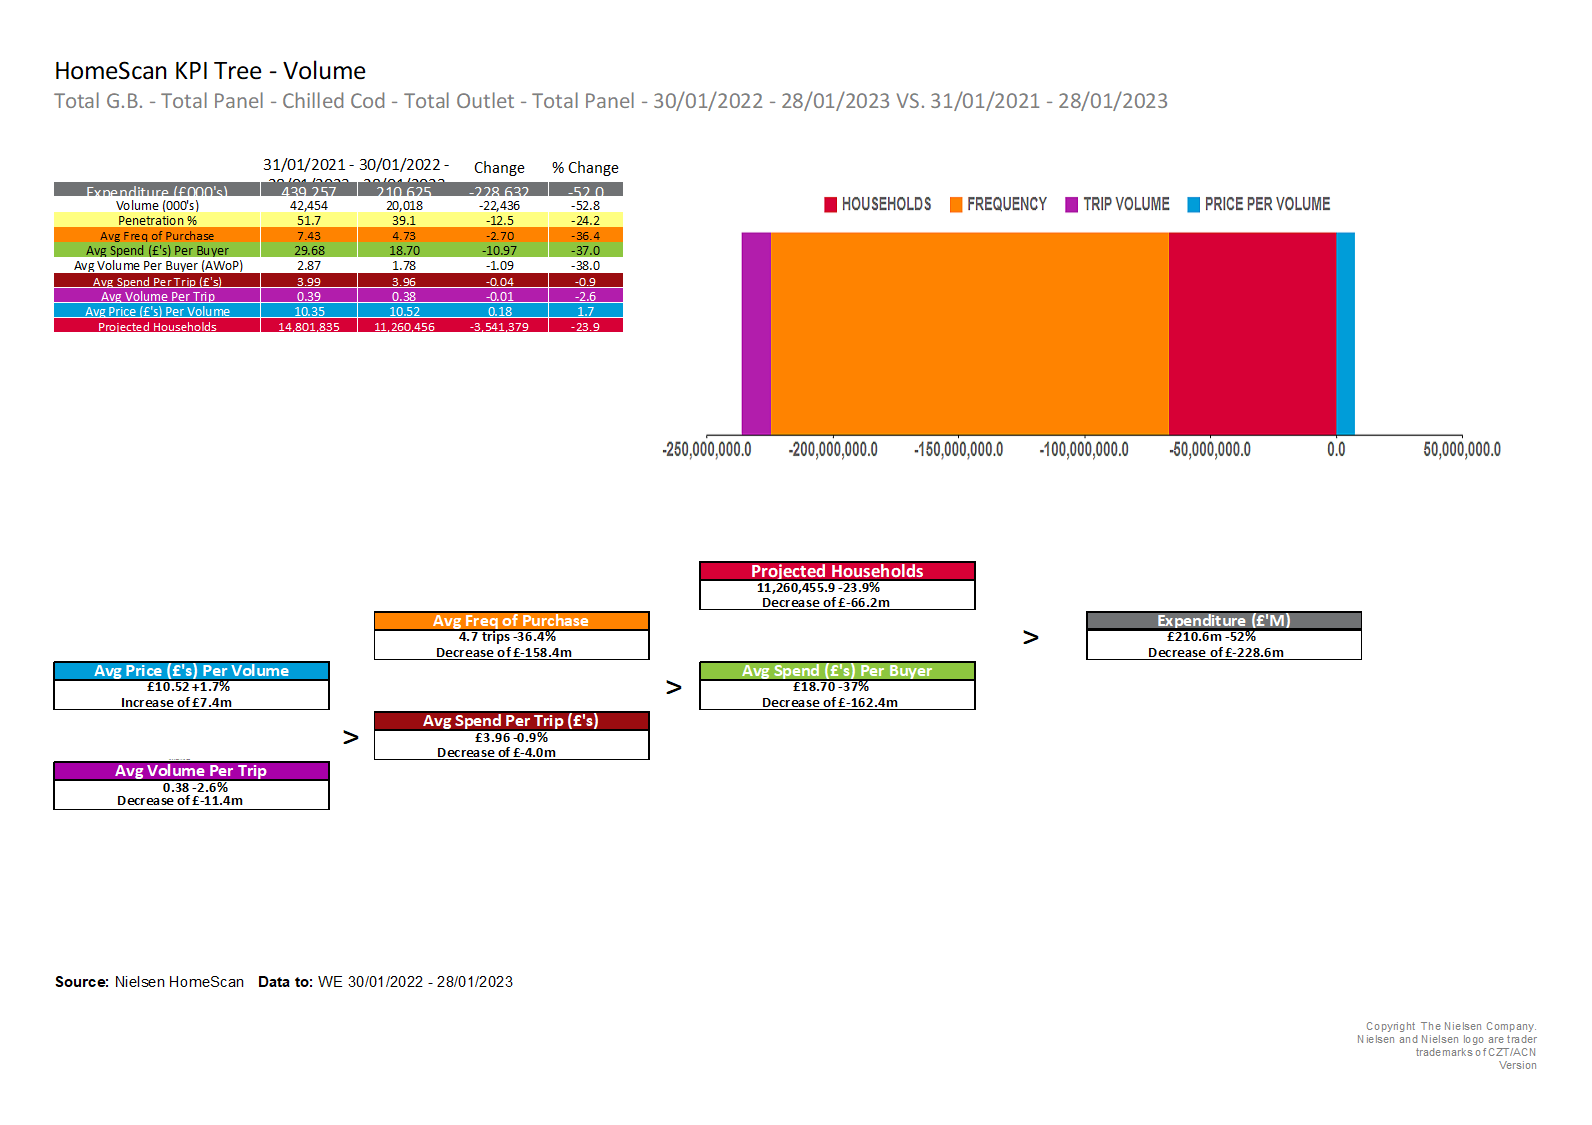 HomeScan KPI Tree - Volume
Total G.B. - Total Panel - Chilled Cod - Total Outlet - Total Panel - 30/01/2022 - 28/01/2023 VS. 31/01/2021 - 28/01/2023
31/01/2021 - 30/01/2022 - Change % Change
28/01/2023 28/01/2023
Expenditure (£000's) 439,257 210,625 -228,632 -52.0
Volume (000's) 42,454 20,018 -22,436 -52.8
Penetration % 51.7 39.1 -12.5 -24.2
Avg Freq of Purchase 7.43 4.73 -2.70 -36.4
Avg Spend (£'s) Per Buyer 29.68 18.70 -10.97 -37.0
Avg Volume Per Buyer (AWoP) 2.87 1.78 -1.09 -38.0
Avg Spend Per Trip (£'s) 3.99 3.96 -0.04 -0.9
Avg Volume Per Trip 0.39 0.38 -0.01 -2.6
Avg Price (£'s) Per Volume 10.35 10.52 0.18 1.7
Projected Households 14,801,835 11,260,456 -3,541,379 -23.9
HOUSEHOLDS FREQUENCY TRIP VOLUME PRICE PER VOLUME
-250,000,000.0 -200,000,000.0 -150,000,000.0 -100,000,000.0 -50,000,000.0 0.0 50,000,000.0
Projected Households
11,260,455.9 -23.9%
Decrease of £-66.2m
Avg Freq of Purchase
4.7 trips -36.4%
Decrease of £-158.4m
>
Expenditure (£'M)
£210.6m -52%
Decrease of £-228.6m
Avg Price (£'s) Per Volume
£10.52 +1.7%
Increase of £7.4m
>
Avg Spend (£'s) Per Buyer
£18.70 -37%
Decrease of £-162.4m
>
Avg Spend Per Trip (£'s)
£3.96 -0.9%
Decrease of £-4.0m
Avg Volume Per Trip
0.38 -2.6%
Decrease of £-11.4m
Source: Nielsen HomeScan Data to: WE 30/01/2022 - 28/01/2023
Copyright The Nielsen Company.
Nielsen and Nielsen logo are trader
trademarks of CZT/ACN
Version